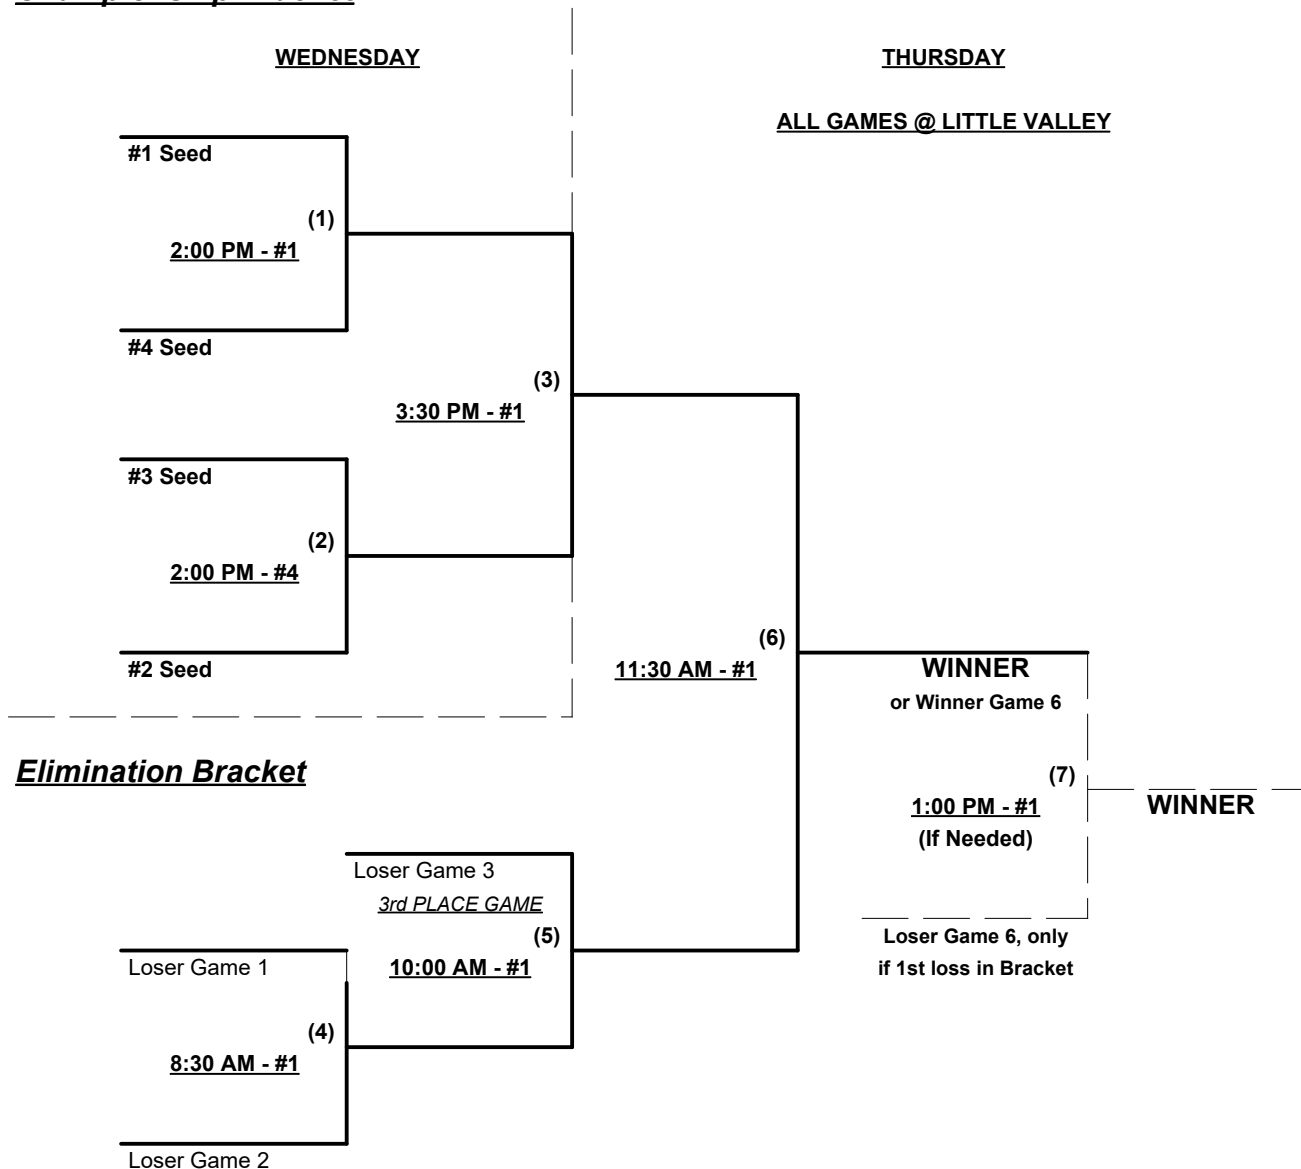 WEDNESDAY
THURSDAY
ALL GAMES @ LITTLE VALLEY
#1 Seed
(1)
2:00 PM - #1
#4 Seed
(3)
3:30 PM - #1
#3 Seed
(2)
2:00 PM - #4
#2 Seed
(6)
11:30 AM - #1
WINNER
or Winner Game 6
Elimination Bracket
(7)
1:00 PM - #1
(If Needed)
WINNER
Loser Game 3
3rd PLACE GAME
(5)
10:00 AM - #1
Loser Game 6, only
if 1st loss in Bracket
Loser Game 1
(4)
8:30 AM - #1
Loser Game 2